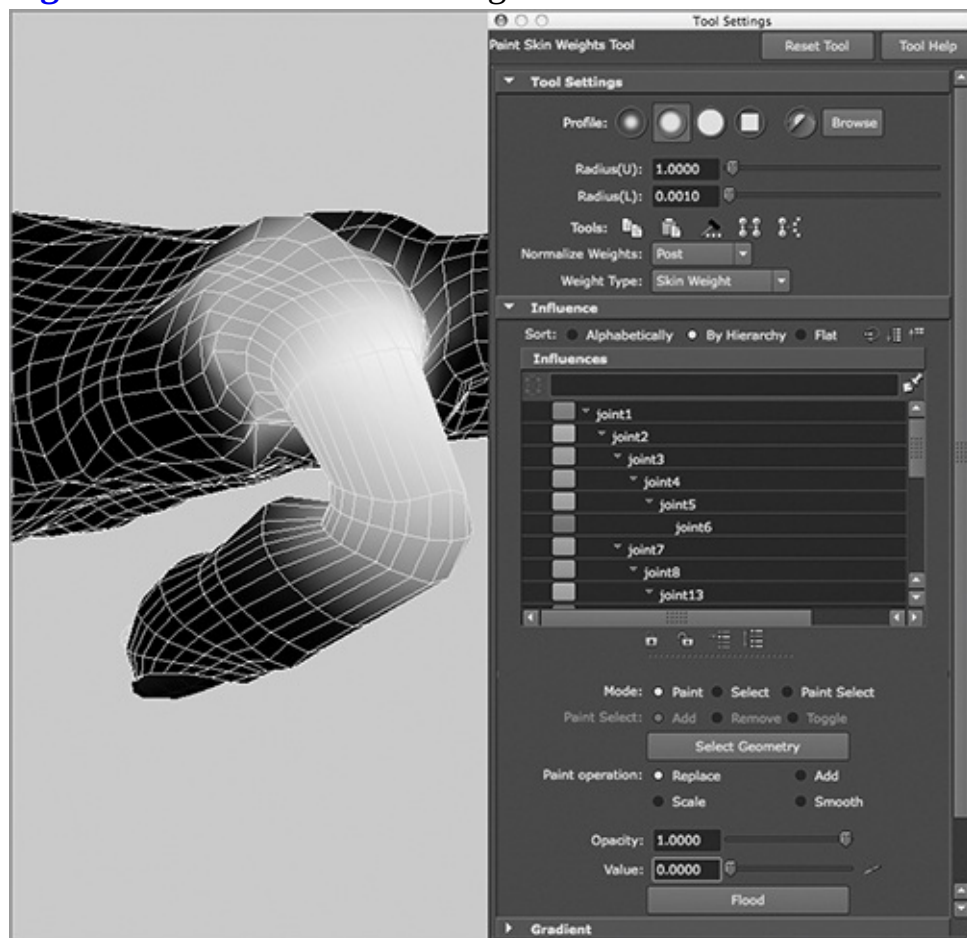 Tool Settings
Paint Skin Weights Tool Reset Tool Tool Help
Tool Settings
Profile: Browse
Radius(U): 1.0000
Radius(L): 0.0010
Tools:
Normalize Weights: Post
Weight Type: Skin Weight
Influence
Sort: Alphabetically By Hierarchy Flat
Influences
joint1
joint2
joint3
joint4
joint5
joint6
joint7
joint8
joint13
Mode: Paint Select Paint Select
Paint Select: Add Remove Toggle
Select Geometry
Paint operation: Replace Add
Scale Smooth
Opacity: 1.0000
Value: 0.0000
Flood
Gradient